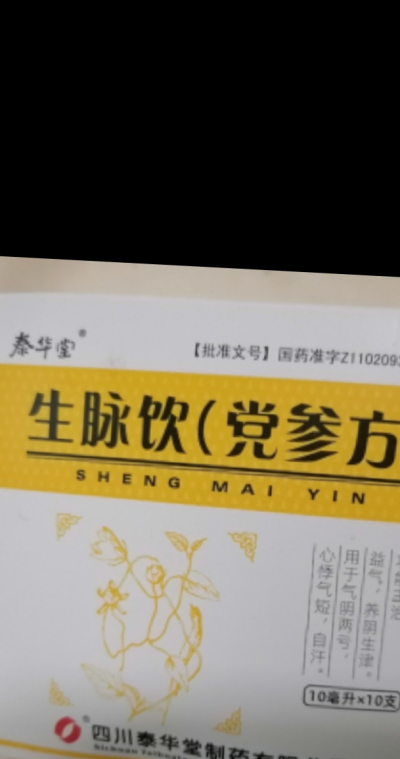 泰华堂®
【批准文号】国药准字Z1102093
生脉饮(党参方
SHENG MAI YIN
益气，养阴生津。
用于气阴两亏，
心悸气短，自汗。
10毫升×10支
四川泰华堂制药有限
Sichuan Taihuatang